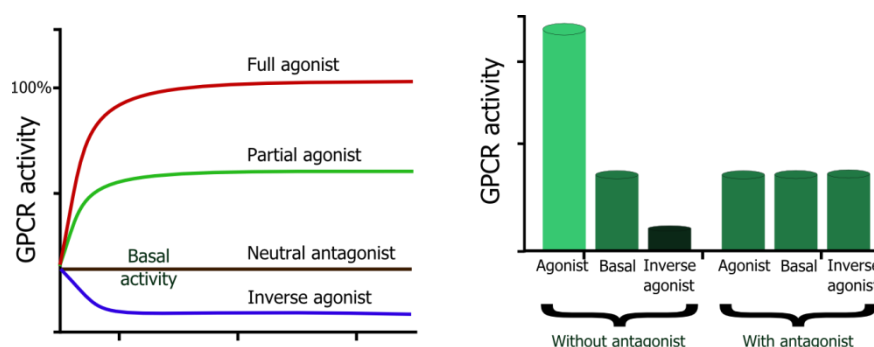 GPCR activity
100%
Full agonist
Partial agonist
Basal
activity
Neutral antagonist
Inverse agonist
GPCR activity
Agonist
Basal
Inverse
agonist
Agonist
Basal
Inverse
agonist
Without antagonist
With antagonist